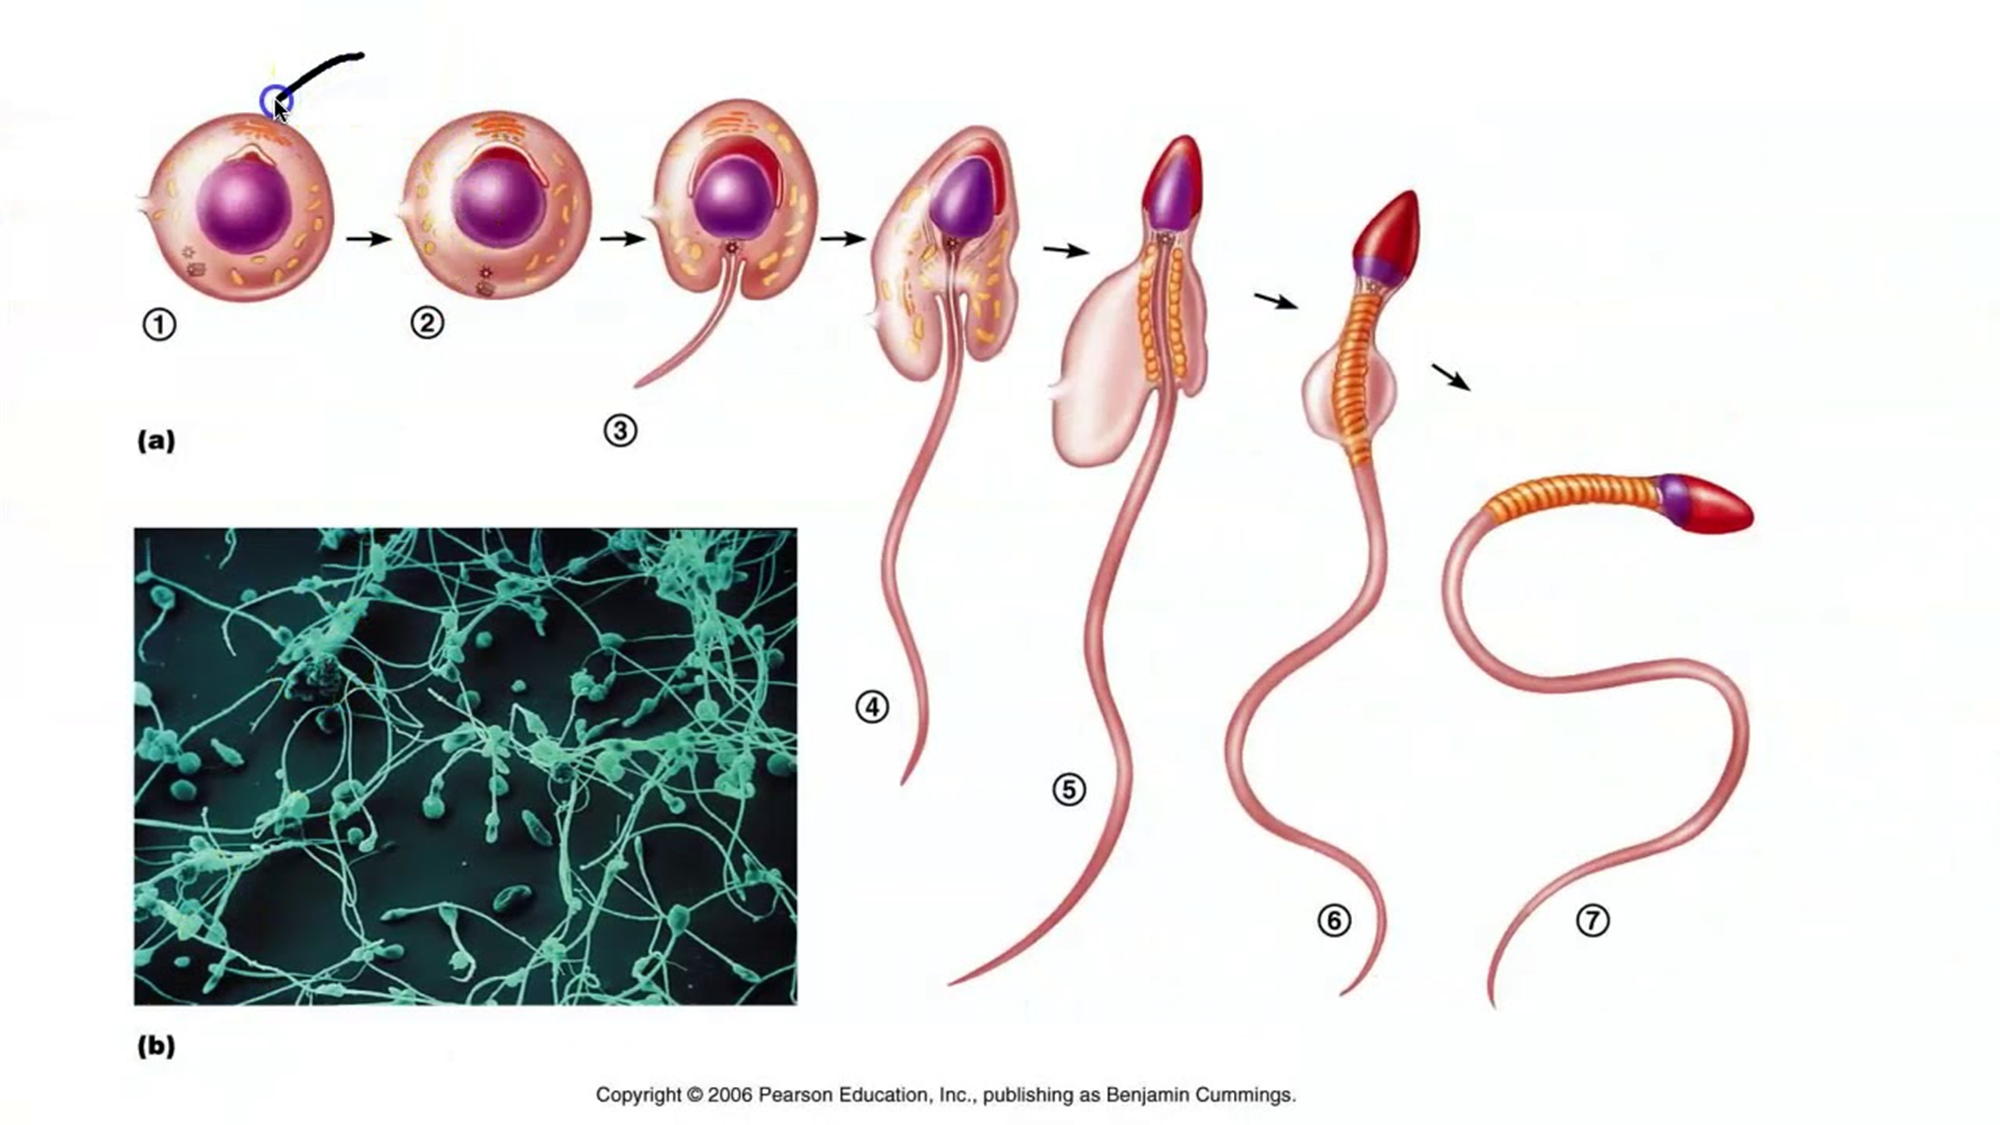 ①
②
③
(a)
④
⑤
⑥
⑦
(b)
Copyright © 2006 Pearson Education, Inc., publishing as Benjamin Cummings.